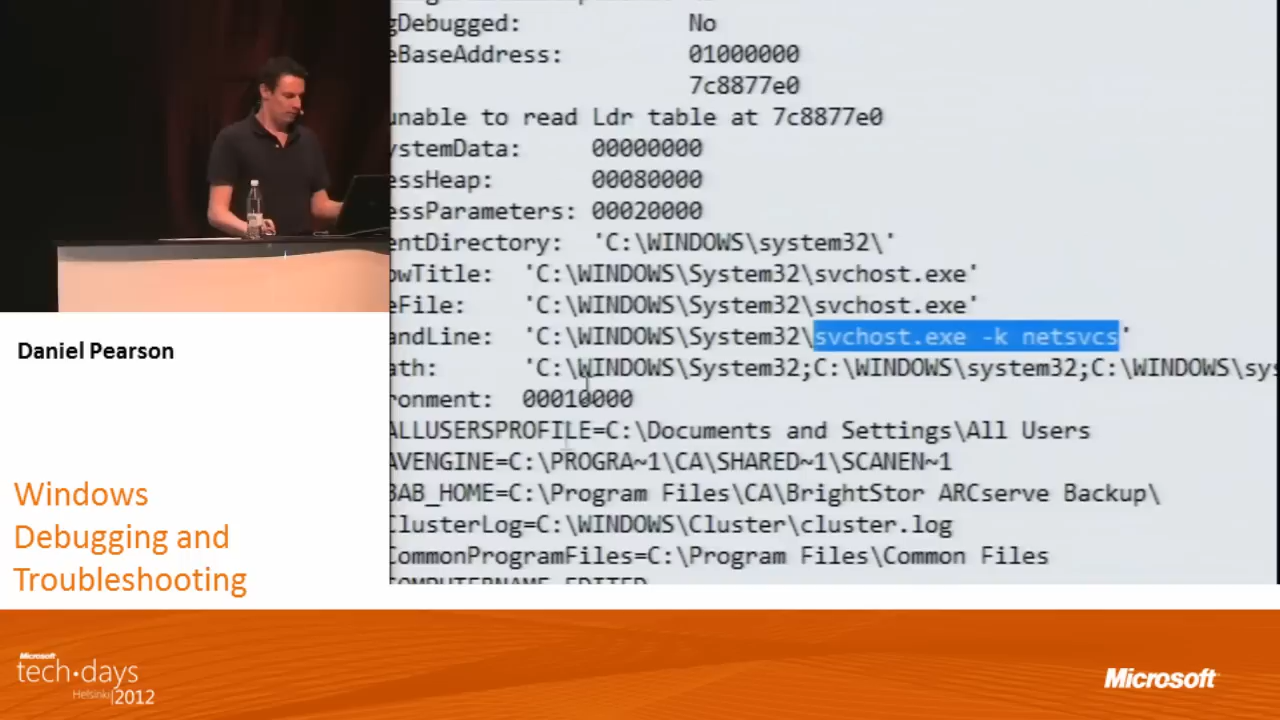 gDebugged: No
eBaseAddress: 01000000
7c8877e0
unable to read Ldr table at 7c8877e0
ystemData: 00000000
essHeap: 00080000
essParameters: 00020000
entDirectory: 'C:\WINDOWS\system32\'
owTitle: 'C:\WINDOWS\System32\svchost.exe'
eFile: 'C:\WINDOWS\System32\svchost.exe'
andLine: 'C:\WINDOWS\System32\svchost.exe -k netsvcs'
ath: 'C:\WINDOWS\System32;C:\WINDOWS\system32;C:\WINDOWS\sys
ronment: 00010000
ALLUSERSPROFILE=C:\Documents and Settings\All Users
AVENGINE=C:\PROGRA~1\CA\SHARED~1\SCANEN~1
BAB_HOME=C:\Program Files\CA\BrightStor ARCserve Backup\
ClusterLog=C:\WINDOWS\Cluster\cluster.log
CommonProgramFiles=C:\Program Files\Common Files
Daniel Pearson
Windows
Debugging and
Troubleshooting
Microsoft
tech·days
Helsinki|2012
Microsoft